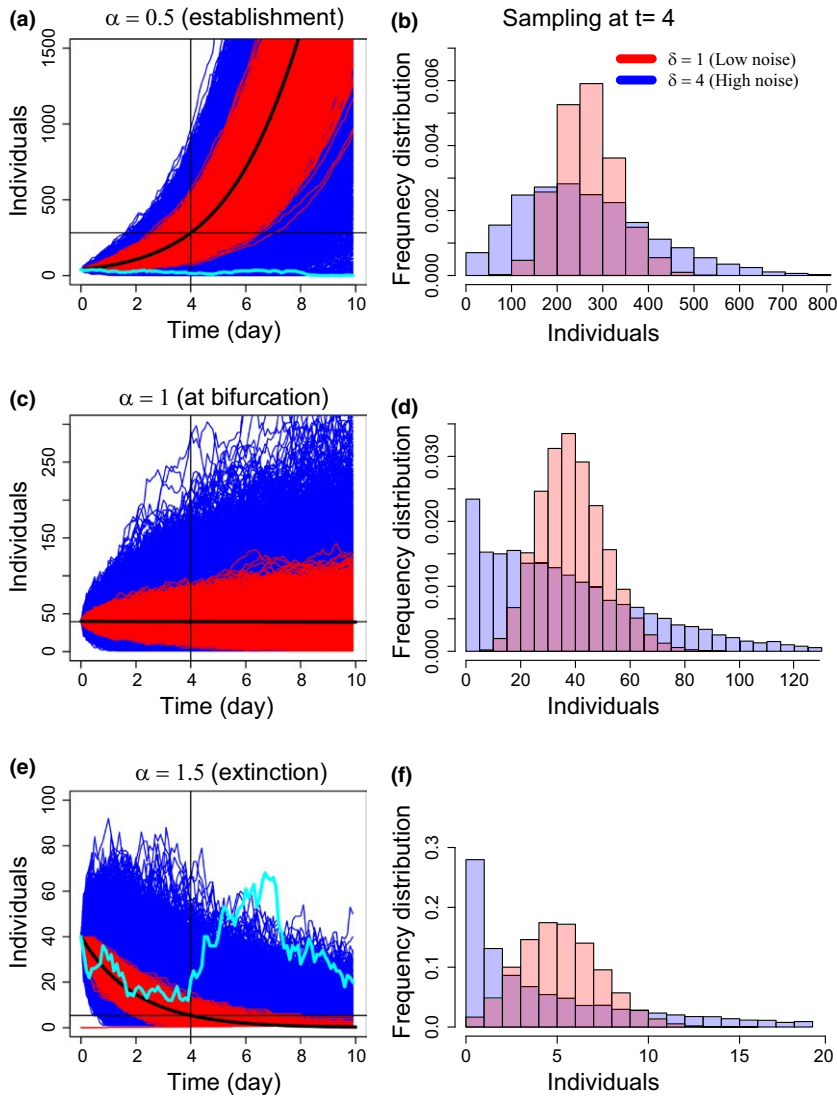 (a)
α = 0.5 (establishment)
Individuals
1500
1000
500
250
0
0 2 4 6 8 10
Time (day)
(b)
Sampling at t= 4
δ = 1 (Low noise)
δ = 4 (High noise)
Frequnecy distribution
0.006
0.004
0.002
0.000
0 100 200 300 400 500 600 700 800
Individuals
(c)
α = 1 (at bifurcation)
Individuals
250
150
50
0
0 2 4 6 8 10
Time (day)
(d)
Frequency distribution
0.030
0.020
0.010
0.000
20 40 60 80 100 120
Individuals
(e)
α = 1.5 (extinction)
Individuals
100
80
60
40
20
0
0 2 4 6 8 10
Time (day)
(f)
Frequency distribution
0.3
0.2
0.1
0.0
0 5 10 15 20
Individuals